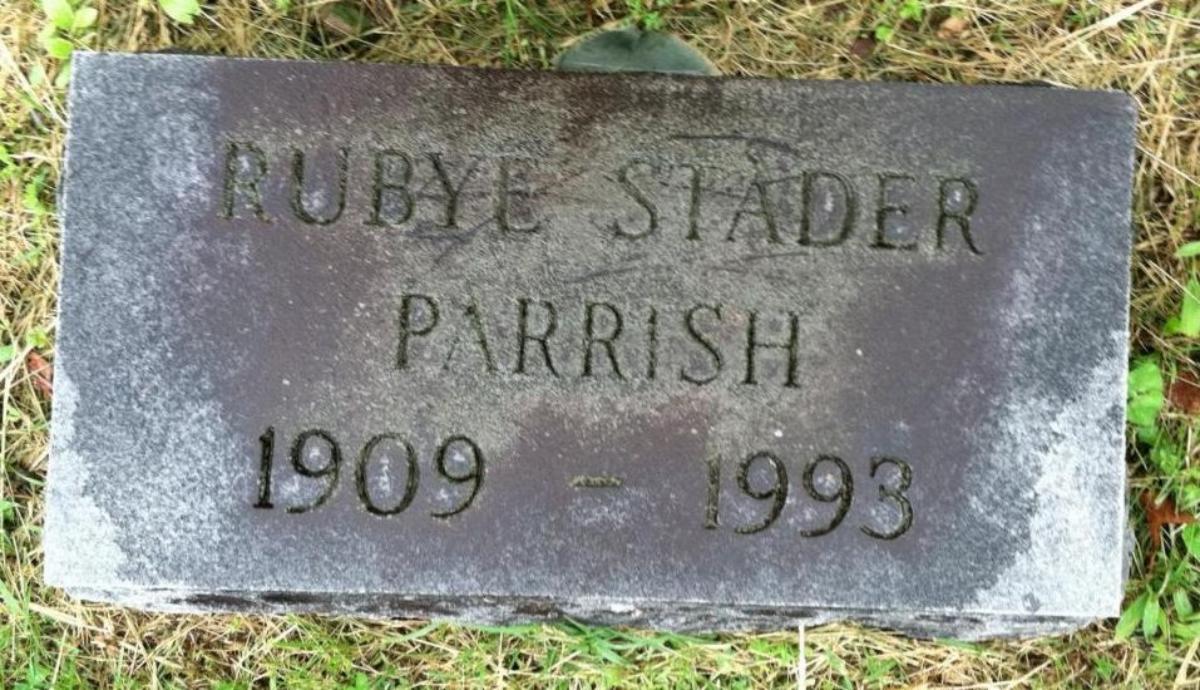 RUBYE STADER
PARRISH
1909 - 1993